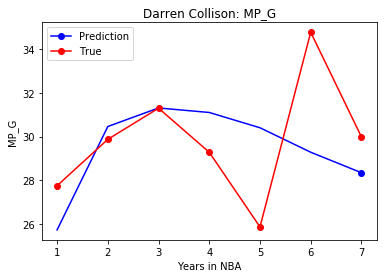 Darren Collison: MP_G
Prediction
True
34
32
30
28
26
MP_G
1 2 3 4 5 6 7
Years in NBA